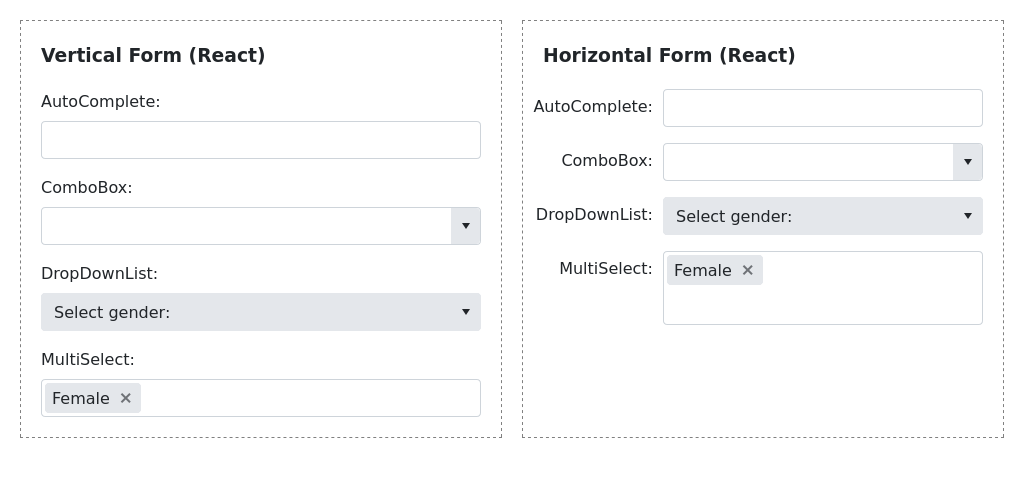 Vertical Form (React)
AutoComplete:
ComboBox:
DropDownList:
Select gender:
MultiSelect:
Female ✕
Horizontal Form (React)
AutoComplete:
ComboBox:
DropDownList:
Select gender:
MultiSelect:
Female ✕